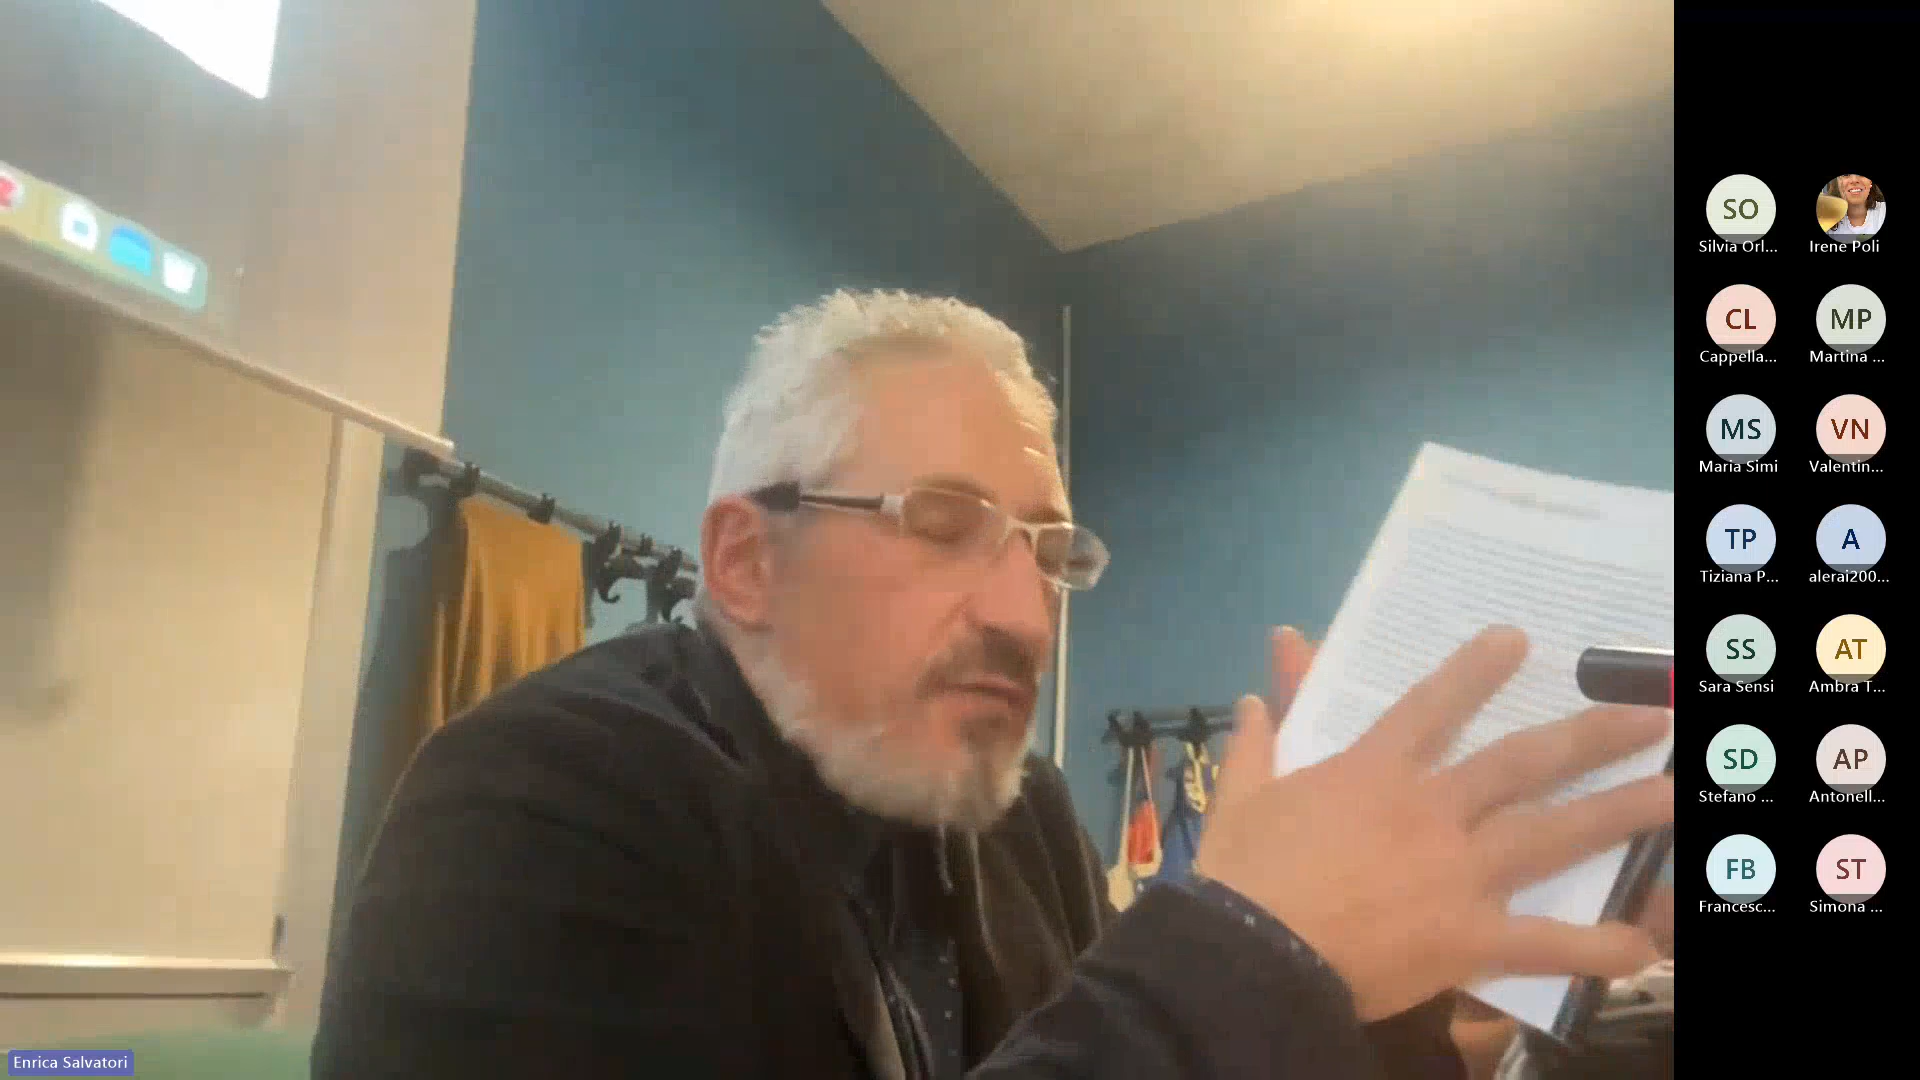 SO
Silvia Orl...
Irene Poli
CL
Cappella...
MP
Martina ...
MS
Maria Simi
VN
Valentin...
TP
Tiziana P...
A
alerai200...
SS
Sara Sensi
AT
Ambra T...
SD
Stefano ...
AP
Antonell...
FB
Francesc...
ST
Simona ...
Enrica Salvatori